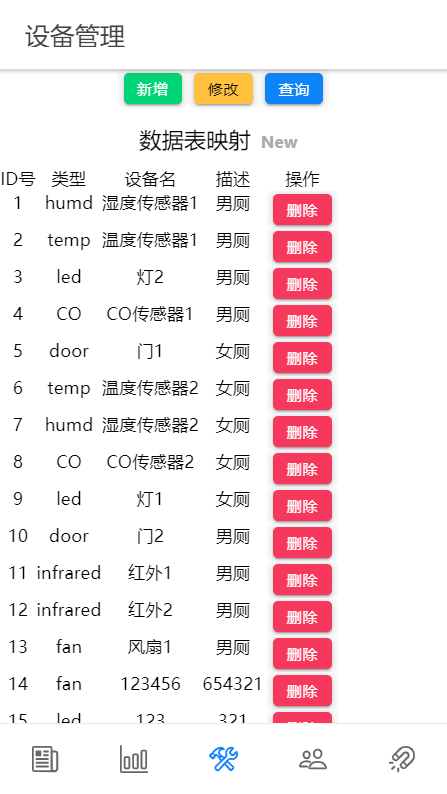 设备管理
新增 修改 查询
数据表映射 New
ID号 类型 设备名 描述 操作
1 humd 湿度传感器1 男厕 删除
2 temp 温度传感器1 男厕 删除
3 led 灯2 男厕 删除
4 CO CO传感器1 男厕 删除
5 door 门1 女厕 删除
6 temp 温度传感器2 女厕 删除
7 humd 湿度传感器2 女厕 删除
8 CO CO传感器2 女厕 删除
9 led 灯1 女厕 删除
10 door 门2 男厕 删除
11 infrared 红外1 男厕 删除
12 infrared 红外2 男厕 删除
13 fan 风扇1 男厕 删除
14 fan 123456 654321 删除
15 led 123 321